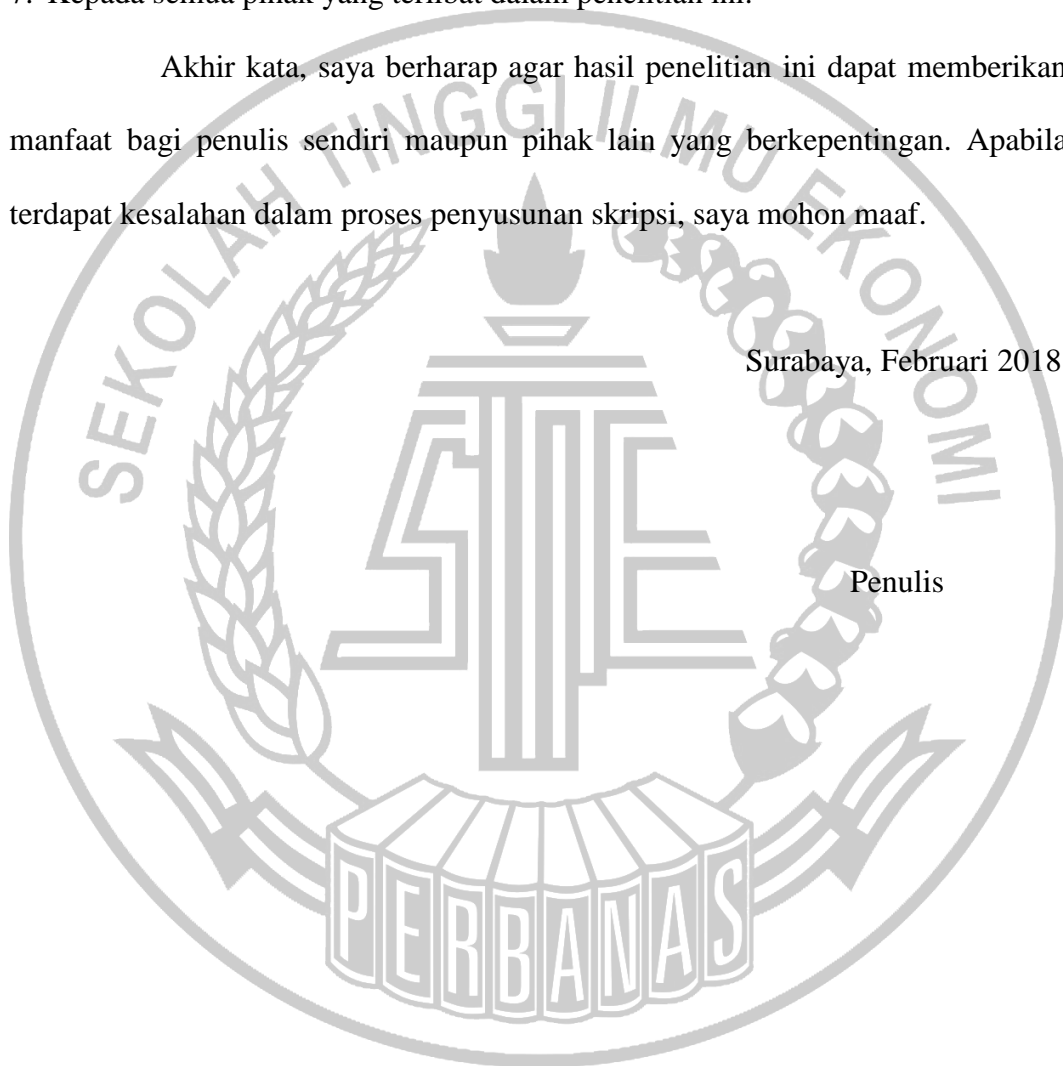 7. Kepada semua pihak yang terlibat dalam penelitian ini.
Akhir kata, saya berharap agar hasil penelitian ini dapat memberikan
manfaat bagi penulis sendiri maupun pihak lain yang berkepentingan. Apabila
terdapat kesalahan dalam proses penyusunan skripsi, saya mohon maaf.
Surabaya, Februari 2018
Penulis
SEKOLAH TINGGI ILMU EKONOMI
STIE
PERBANAS